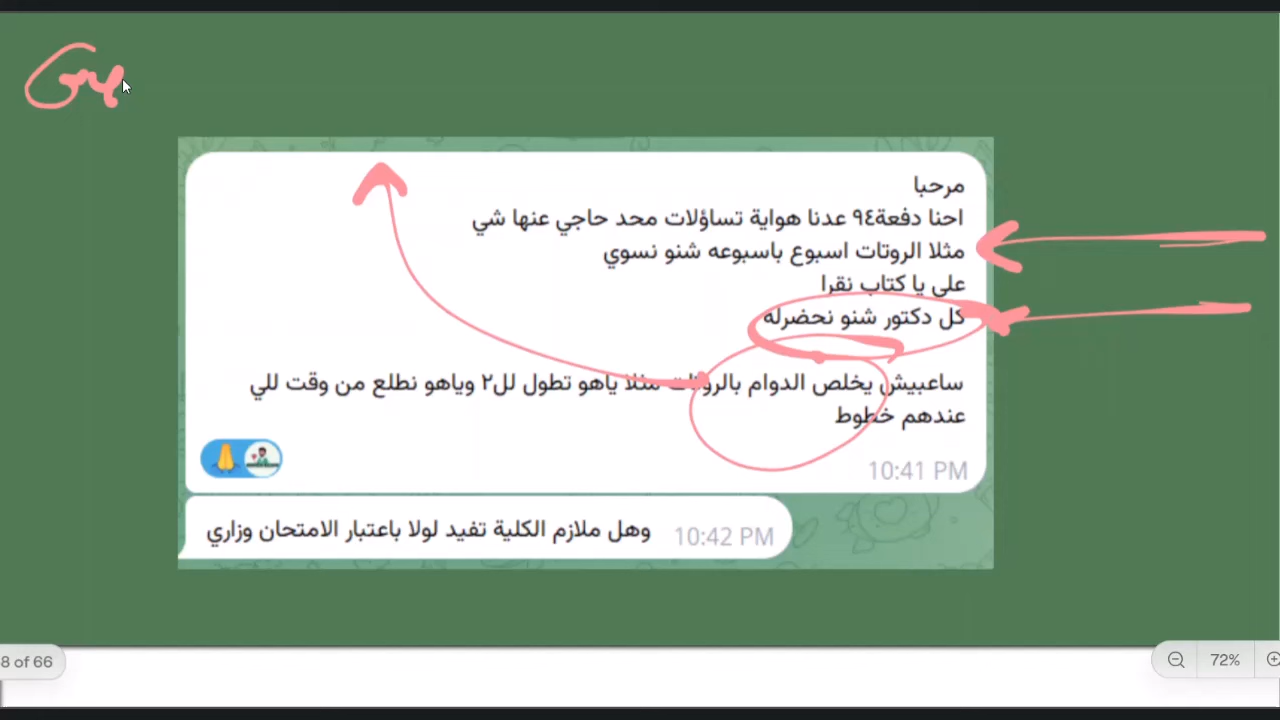 مرحبا
احنا دفعة٩٤ عدنا هواية تساؤلات محد حاجي عنها شي
مثلا الروتات اسبوع باسبوعه شنو نسوي
على يا كتاب نقرا
كل دكتور شنو نحضرله
ساعبيش يخلص الدوام بالروتات مثلا ياهو تطول لل٢ وياهو نطلع من وقت للي
عندهم خطوط
10:41 PM
وهل ملازم الكلية تفيد لولا باعتبار الامتحان وزاري
10:42 PM
8 of 66
72%